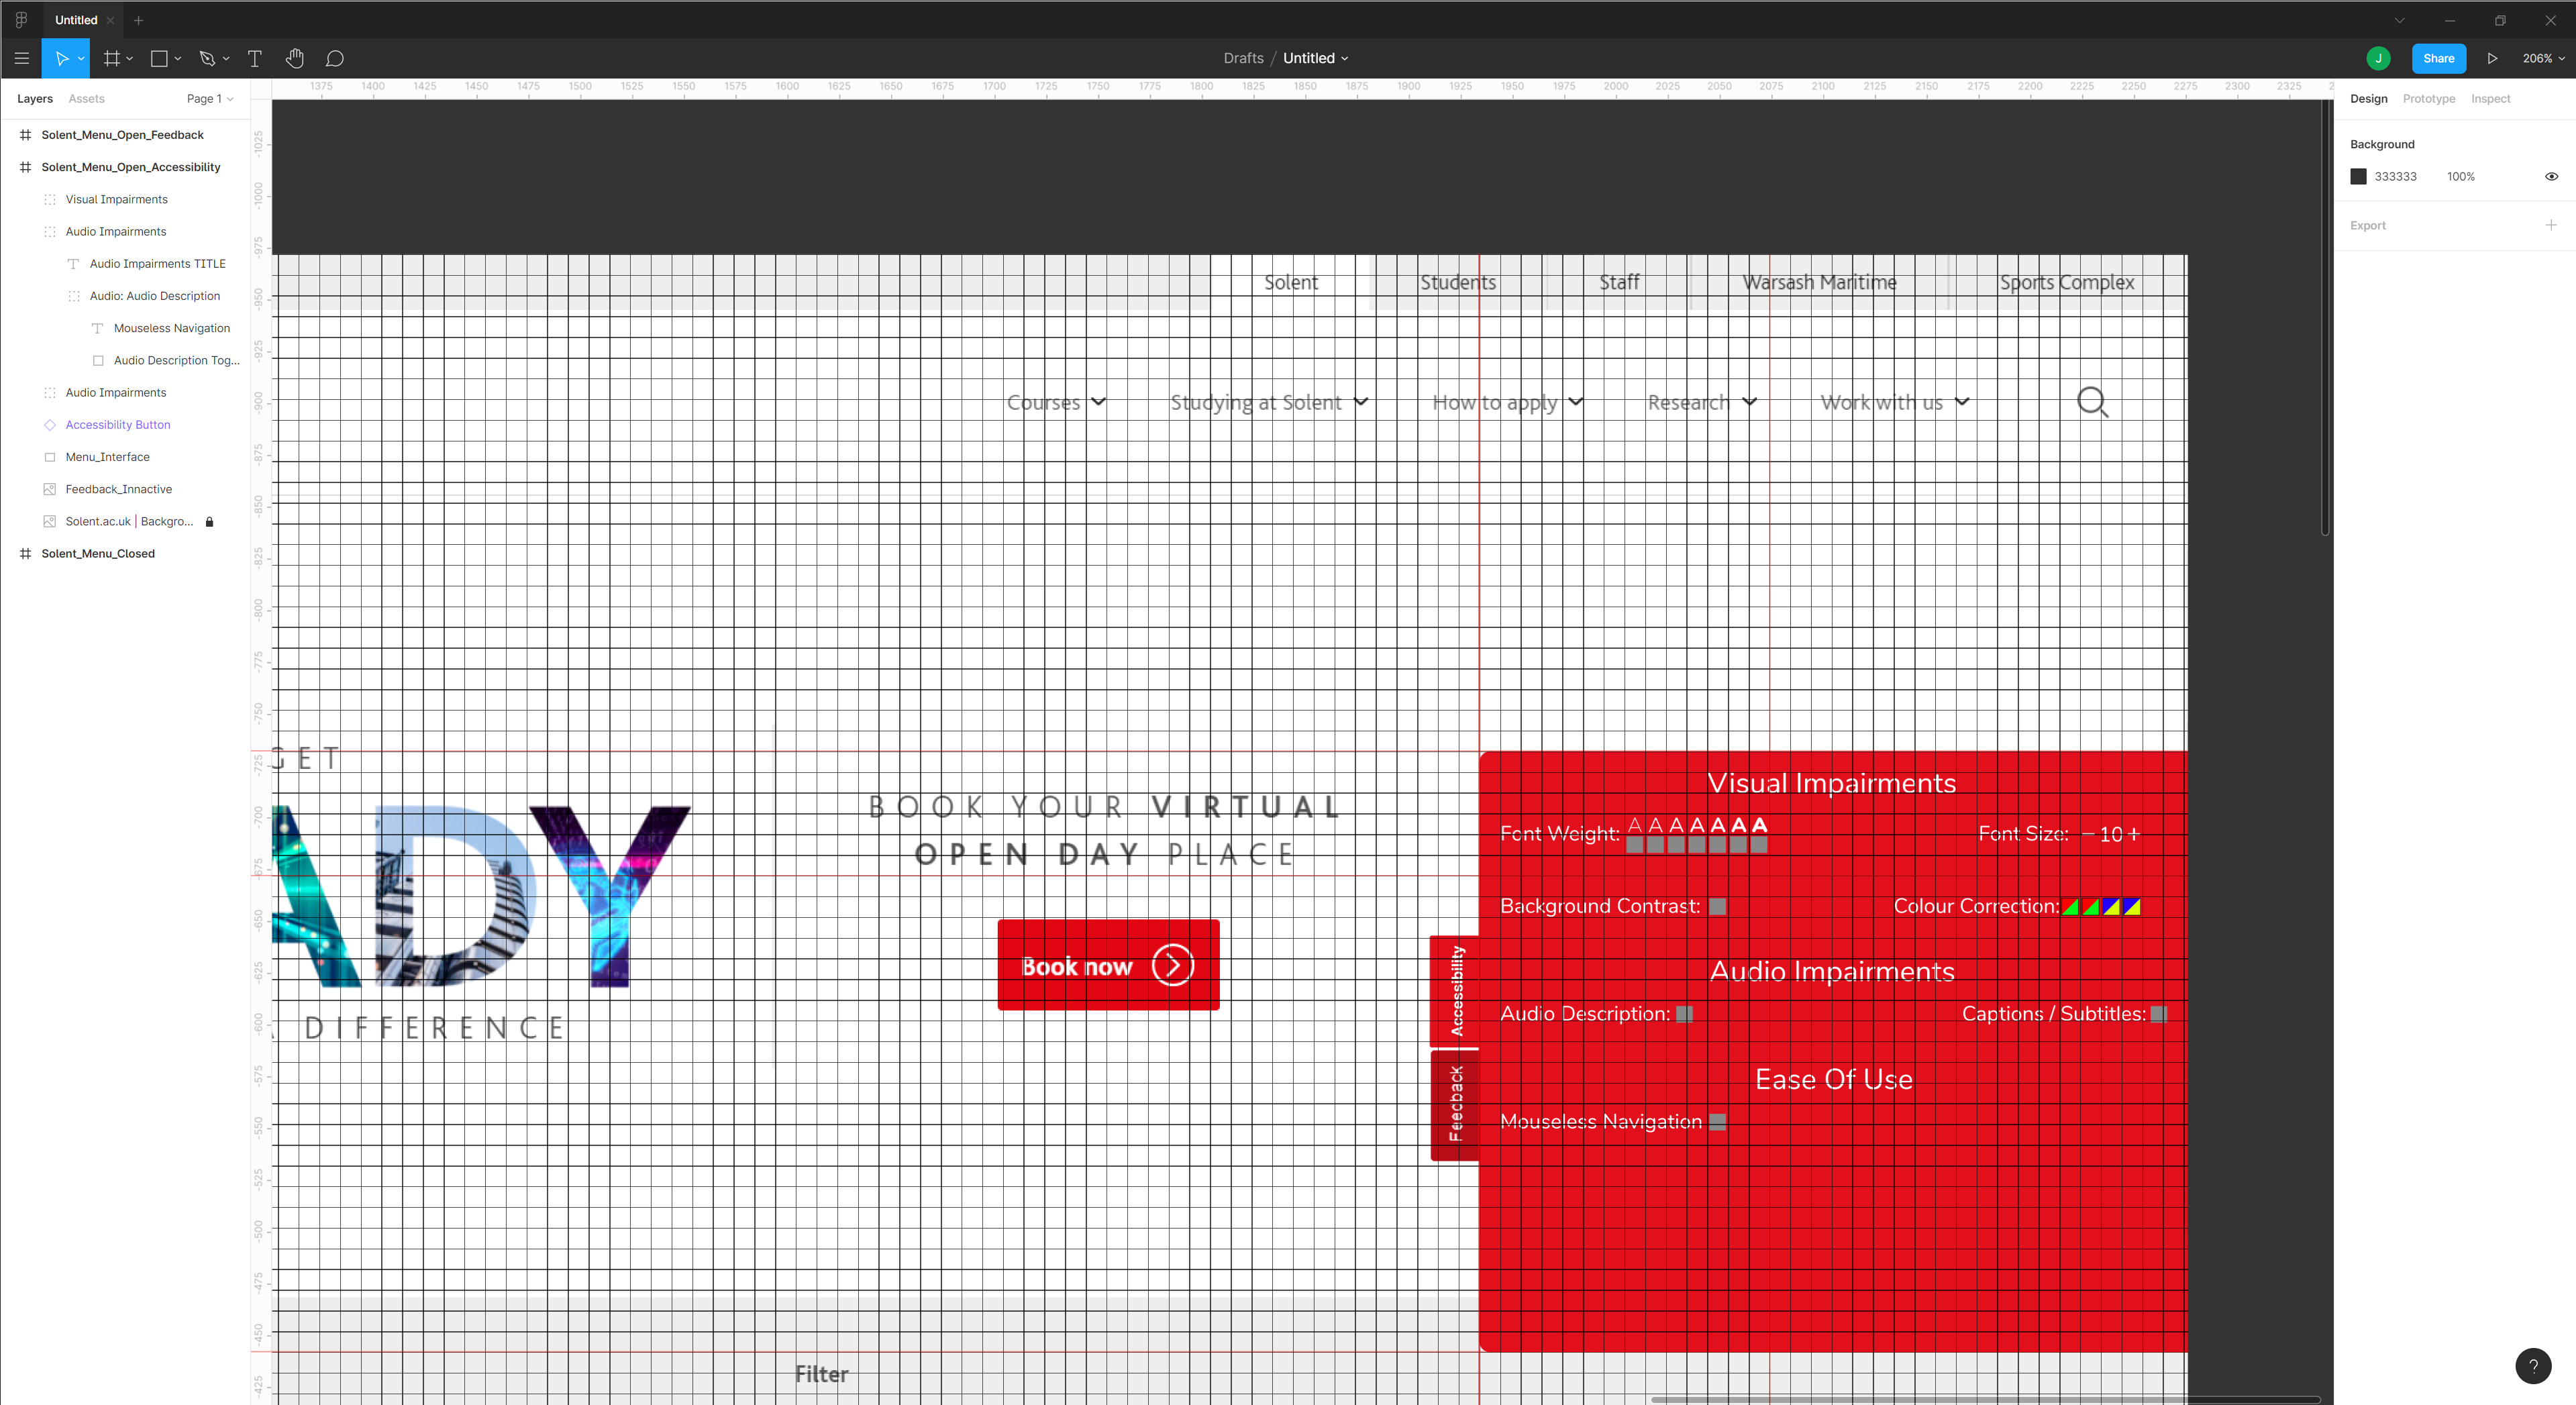 Untitled
Drafts / Untitled
J
Share
206%
Layers Assets Page 1
Design Prototype Inspect
1375 1400 1425 1450 1475 1500 1525 1550 1575 1600 1625 1650 1675 1700 1725 1750 1775 1800 1825 1850 1875 1900 1925 1950 1975 2000 2025 2050 2075 2100 2125 2150 2175 2200 2225 2250 2275 2300 2325
-1025
-1000
-975
-950
-925
-900
-875
-850
-825
-800
-775
-750
-725
-700
-675
-650
-625
-600
-575
-550
-525
-500
-475
-450
-425
Solent_Menu_Open_Feedback
Solent_Menu_Open_Accessibility
Visual Impairments
Audio Impairments
Audio Impairments TITLE
Audio: Audio Description
Mouseless Navigation
Audio Description Tog...
Audio Impairments
Accessibility Button
Menu_Interface
Feedback_Innactive
Solent.ac.uk | Backgro...
Solent_Menu_Closed
Background
333333 100%
Export
Solent Students Staff Warsash Maritime Sports Complex
Courses Studying at Solent How to apply Research Work with us
GET
ADY
DIFFERENCE
BOOK YOUR VIRTUAL
OPEN DAY PLACE
Book now
Accessibility
Feedback
Visual Impairments
Font Weight: A A A A A A A Font Size: − 10 +
Background Contrast: Colour Correction:
Audio Impairments
Audio Description: Captions / Subtitles:
Ease Of Use
Mouseless Navigation
Filter
?